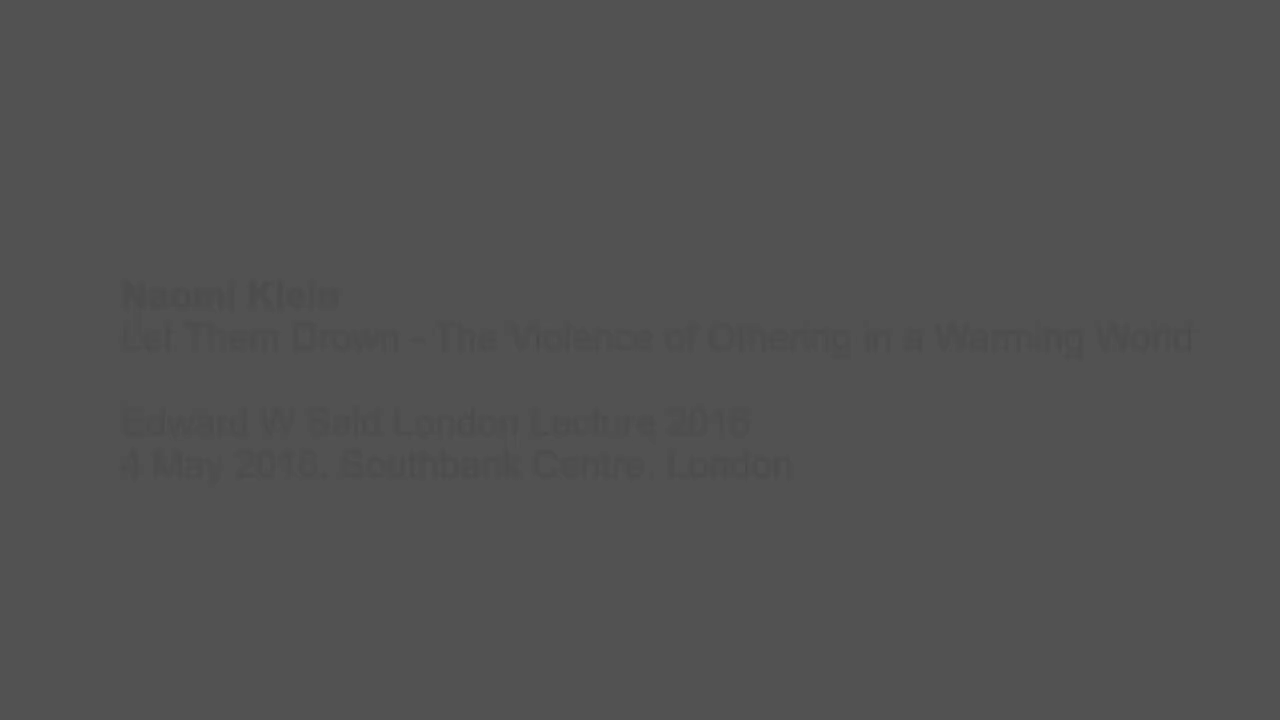 Naomi Klein
Let Them Drown - The Violence of Othering in a Warming World
Edward W Said London Lecture 2016
4 May 2016, Southbank Centre, London